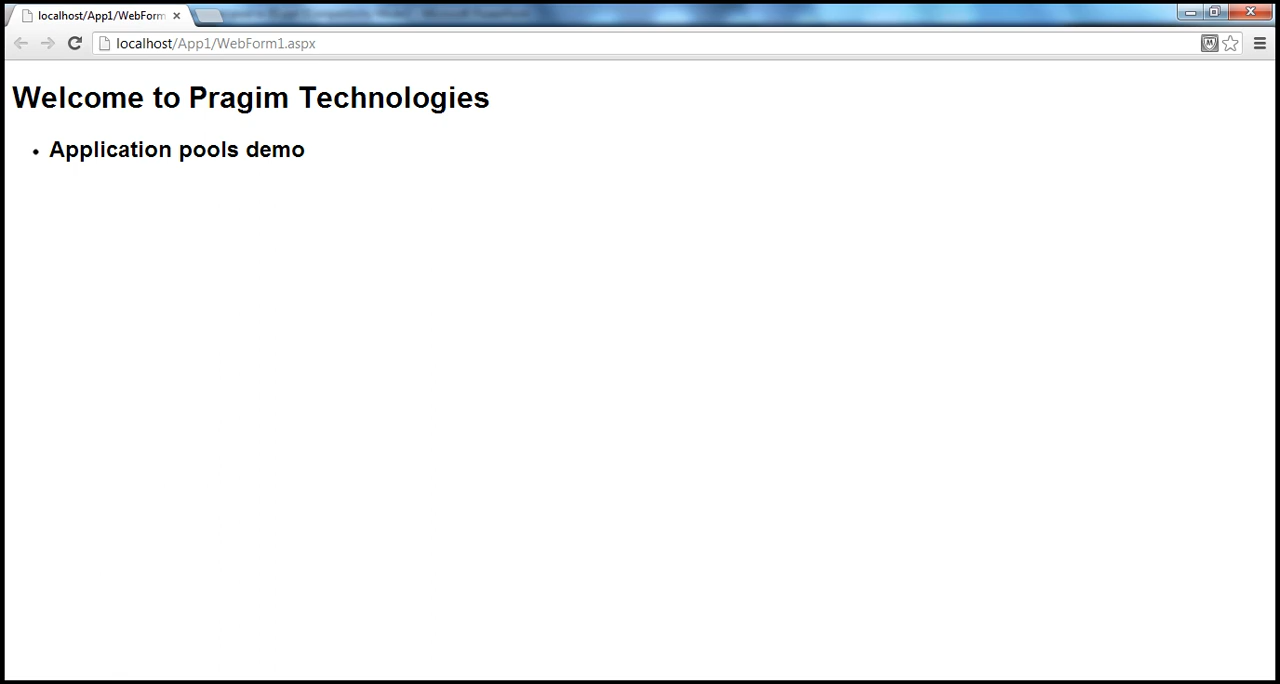 localhost/App1/WebForm
localhost/App1/WebForm1.aspx
Welcome to Pragim Technologies
• Application pools demo